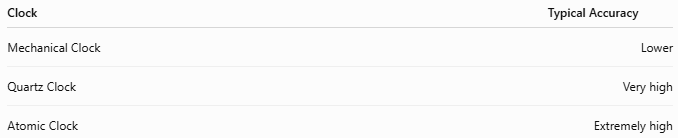 Clock Typical Accuracy
Mechanical Clock Lower
Quartz Clock Very high
Atomic Clock Extremely high